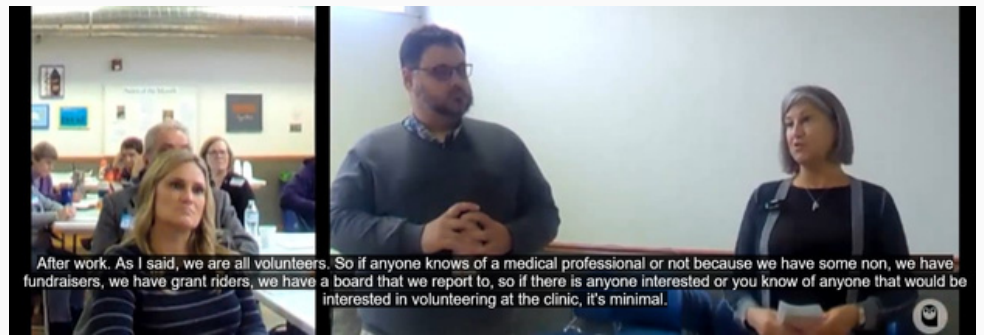 After work. As I said, we are all volunteers. So if anyone knows of a medical professional or not because we have some non, we have
fundraisers, we have grant riders, we have a board that we report to, so if there is anyone interested or you know of anyone that would be
interested in volunteering at the clinic, it's minimal.